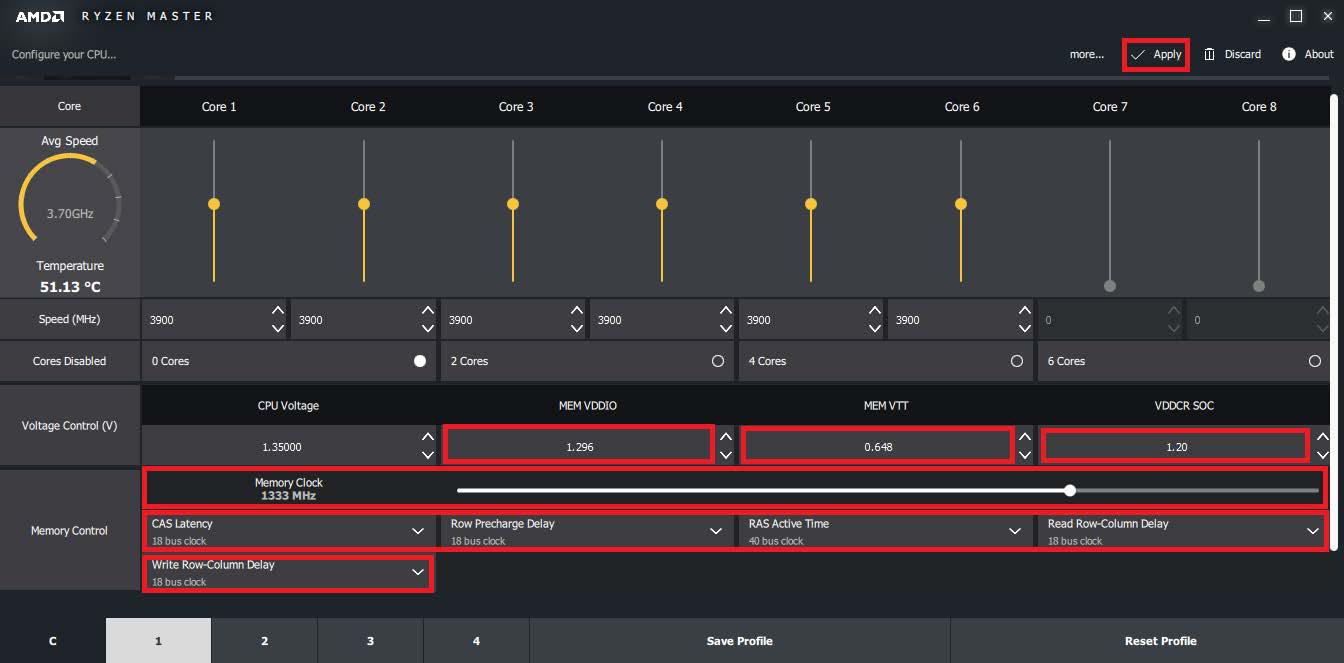 AMD RYZEN MASTER
Configure your CPU...
more... Apply Discard About
Core Core 1 Core 2 Core 3 Core 4 Core 5 Core 6 Core 7 Core 8
Avg Speed
3.70GHz
Temperature
51.13 °C
Speed (MHz) 3900 3900 3900 3900 3900 3900 0 0
Cores Disabled 0 Cores 2 Cores 4 Cores 6 Cores
Voltage Control (V)
CPU Voltage MEM VDDIO MEM VTT VDDCR SOC
1.35000 1.296 0.648 1.20
Memory Control
Memory Clock
1333 MHz
CAS Latency Row Precharge Delay RAS Active Time Read Row-Column Delay
18 bus clock 18 bus clock 40 bus clock 18 bus clock
Write Row-Column Delay
18 bus clock
C 1 2 3 4 Save Profile Reset Profile